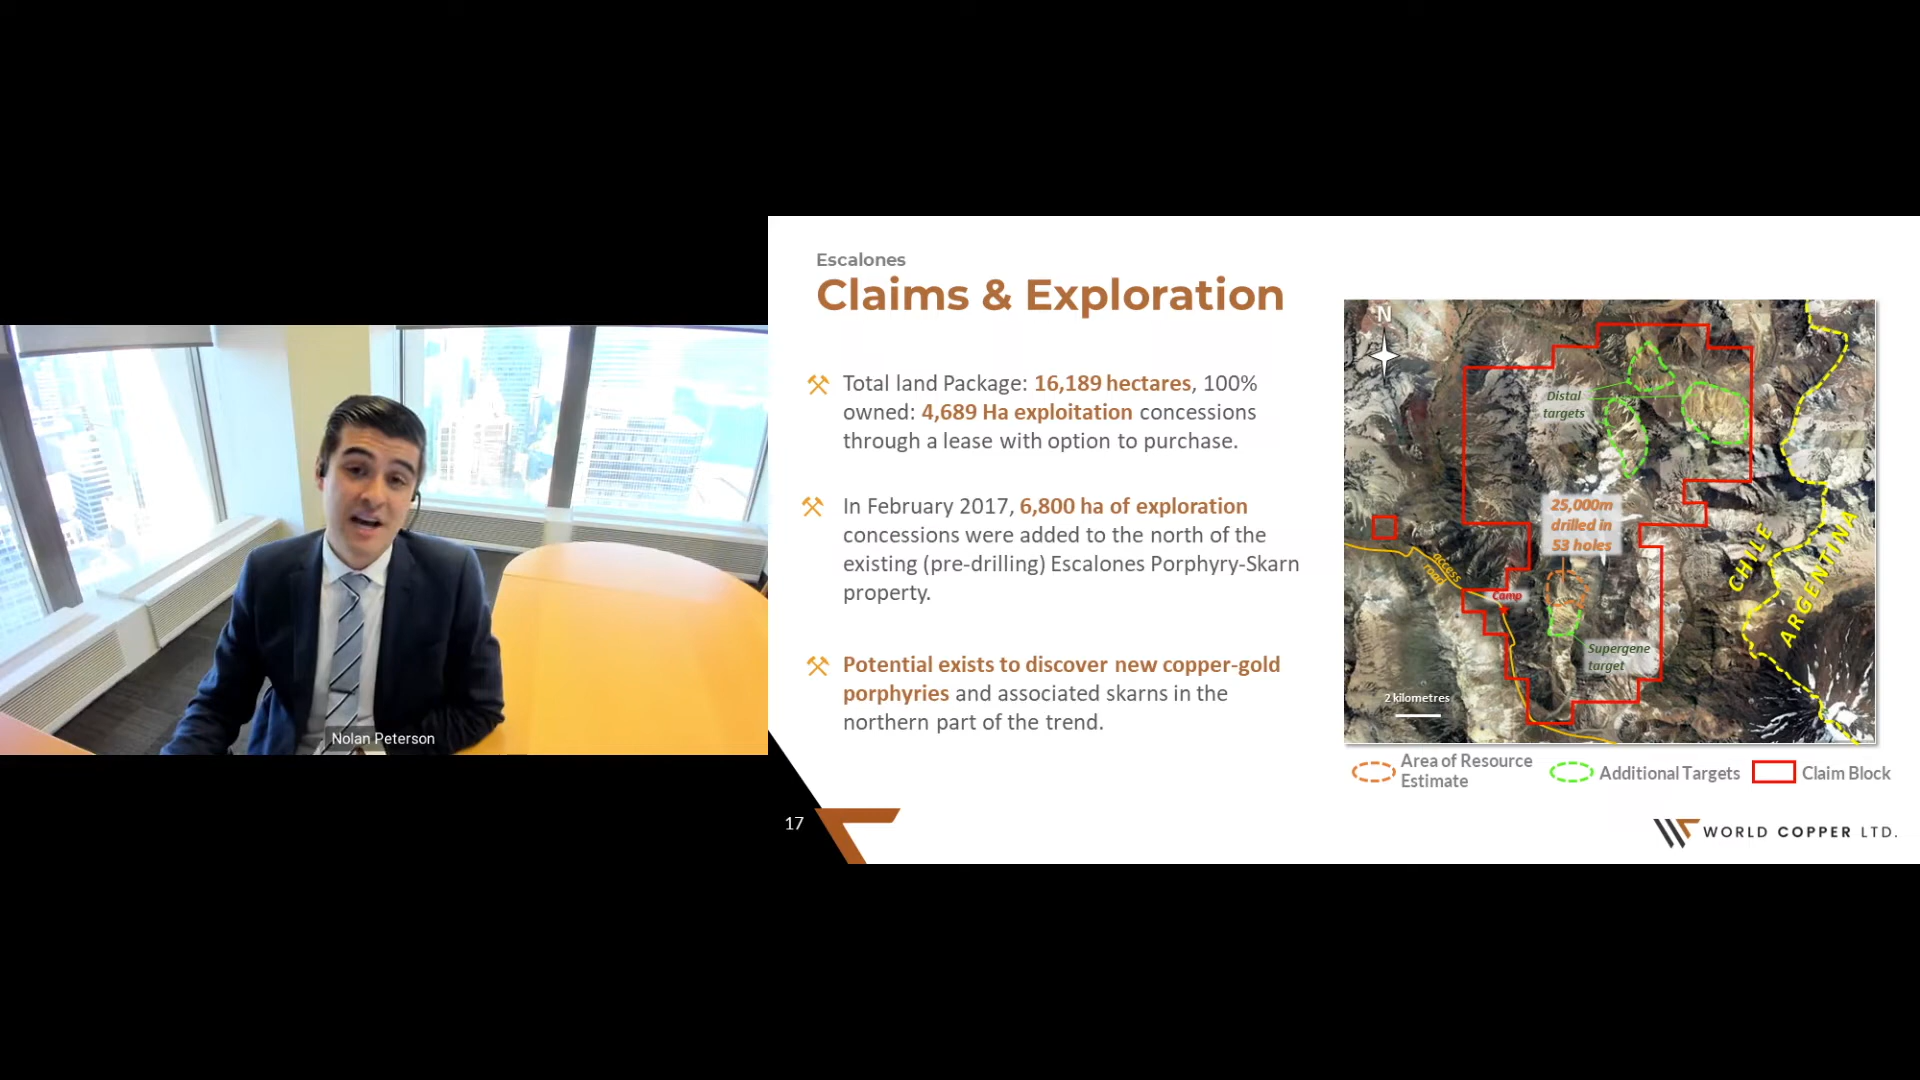 Nolan Peterson
Escalones
Claims & Exploration
Total land Package: 16,189 hectares, 100%
owned: 4,689 Ha exploitation concessions
through a lease with option to purchase.
In February 2017, 6,800 ha of exploration
concessions were added to the north of the
existing (pre-drilling) Escalones Porphyry-Skarn
property.
Potential exists to discover new copper-gold
porphyries and associated skarns in the
northern part of the trend.
17
N
Distal
targets
25,000m
drilled in
53 holes
access
road
Camp
Supergene
target
CHILE
ARGENTINA
2 kilometres
Area of Resource
Estimate
Additional Targets
Claim Block
WORLD COPPER LTD.